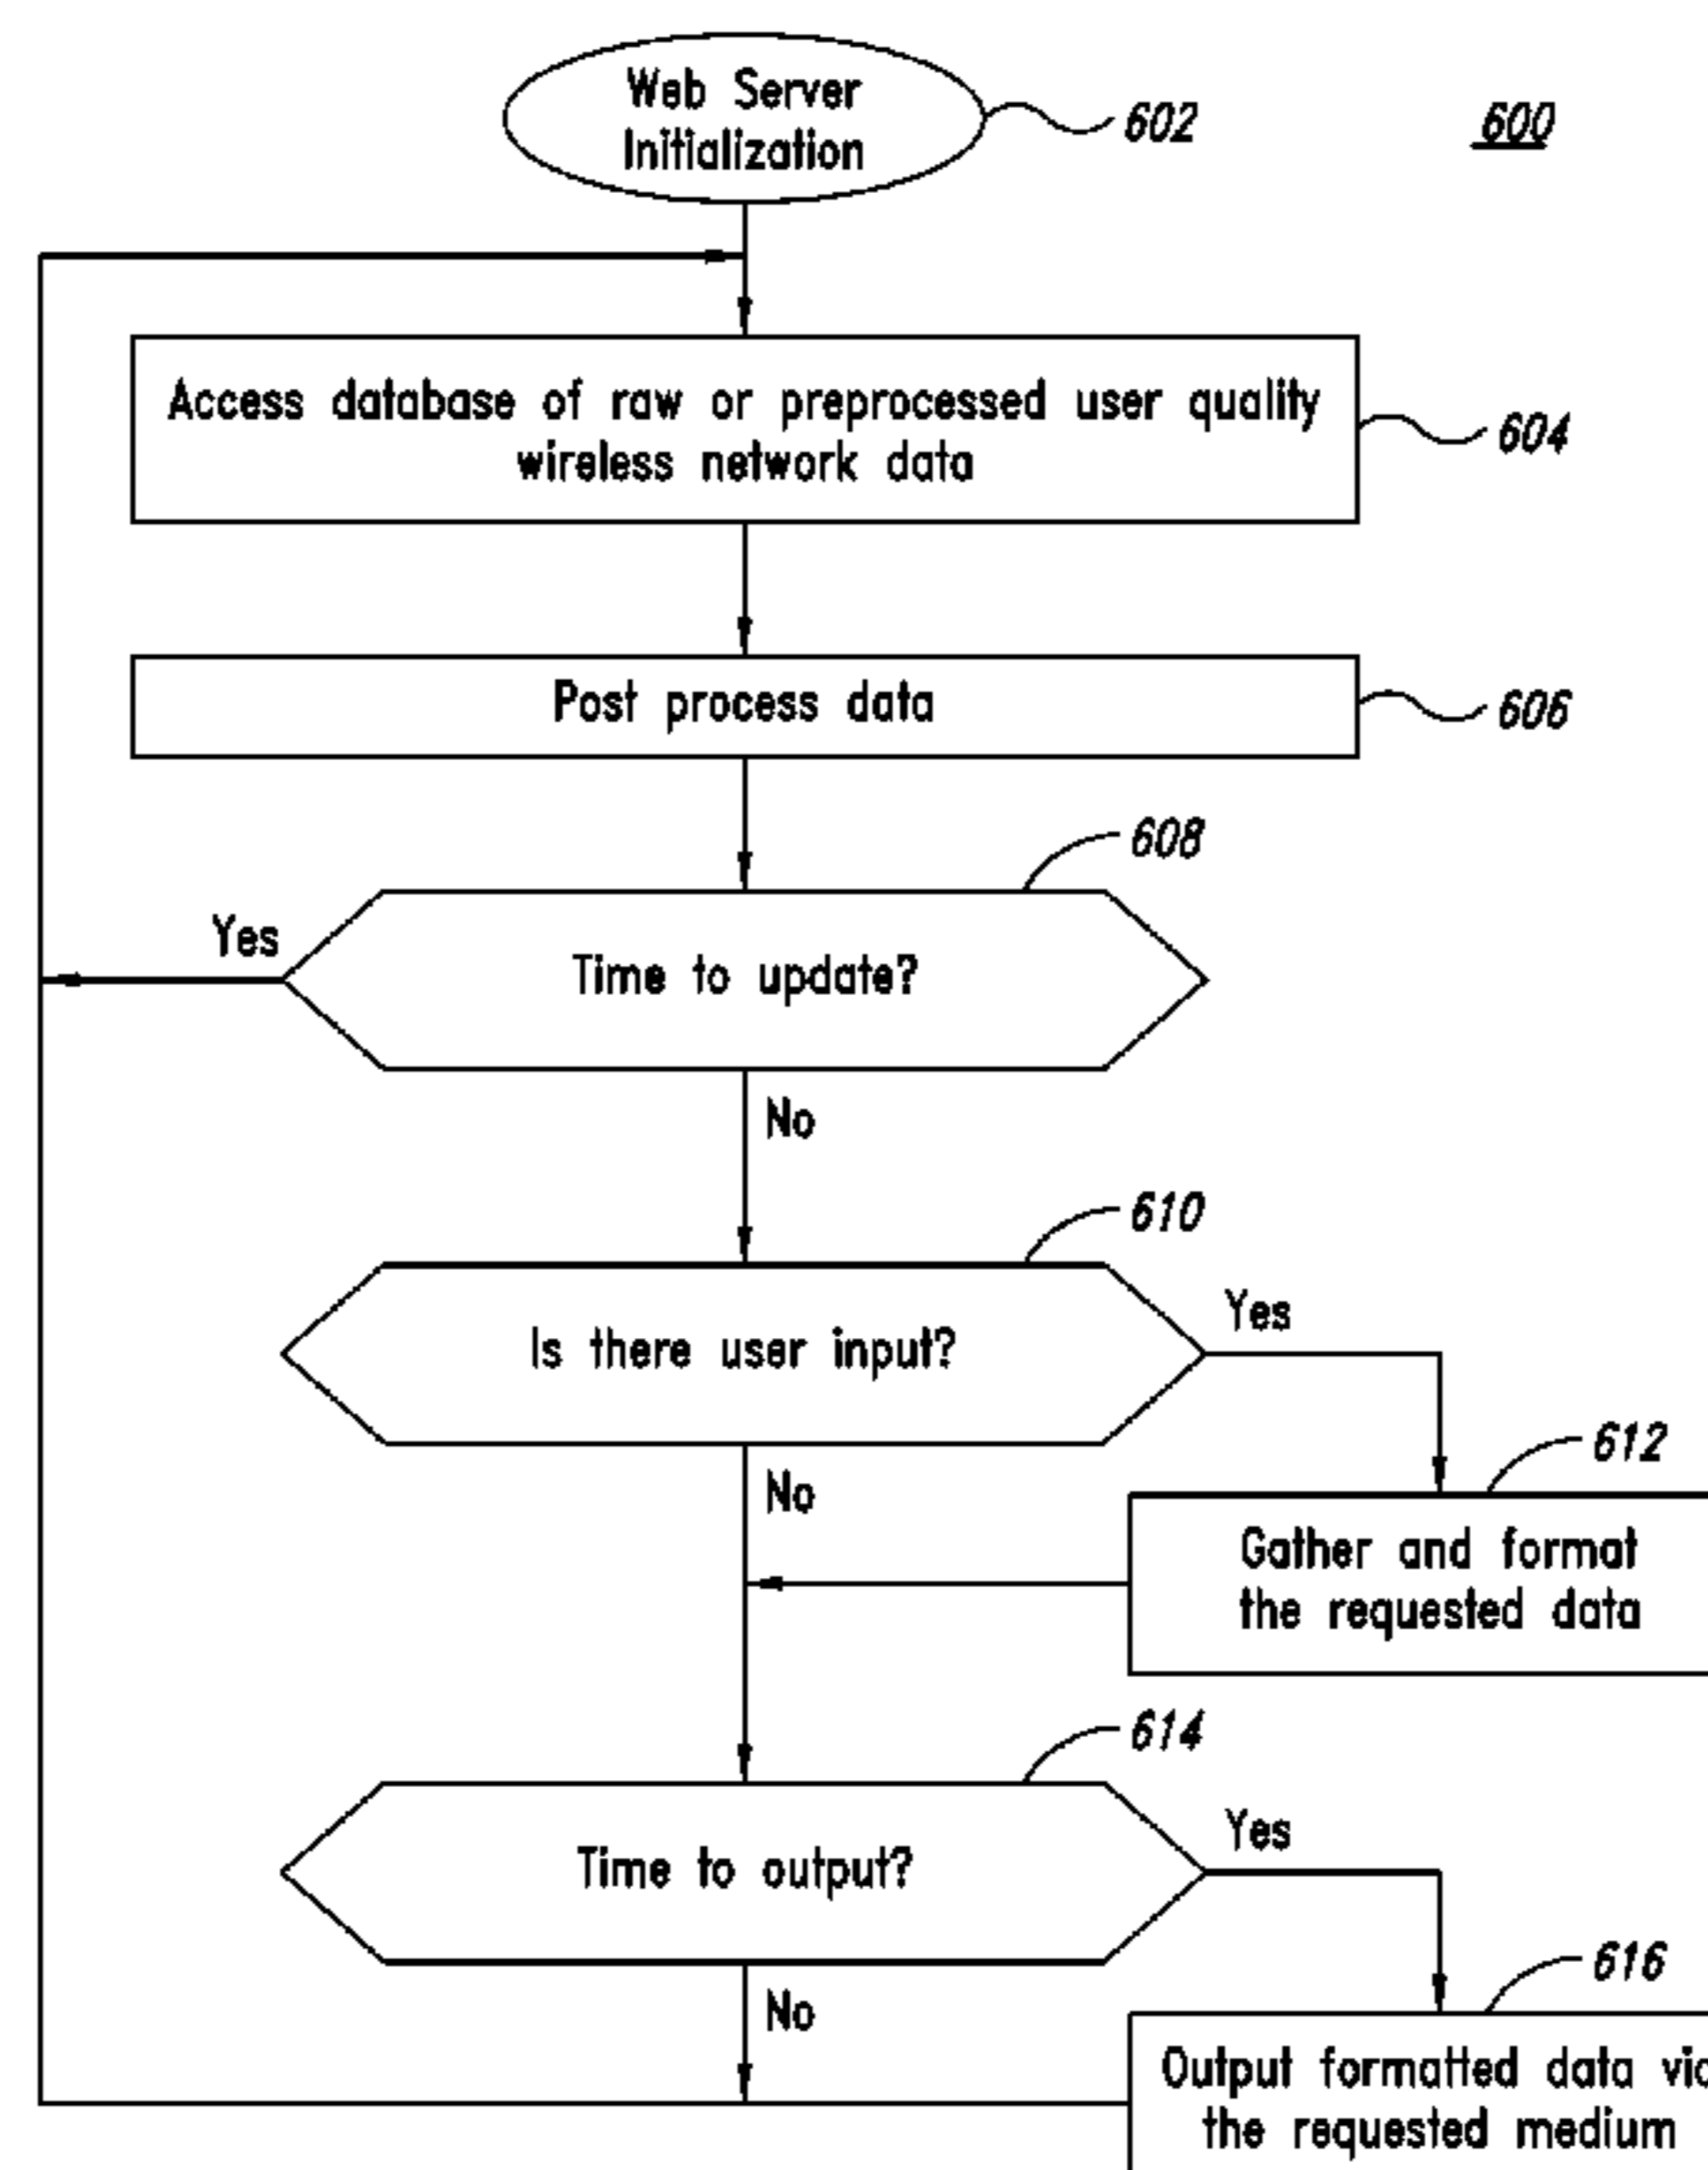 Web Server
Initialization
602
600
Access database of raw or preprocessed user quality
wireless network data
604
Post process data
606
608
Yes
Time to update?
No
610
Is there user input?
Yes
No
612
Gather and format
the requested data
614
Time to output?
Yes
No
616
Output formatted data via
the requested medium